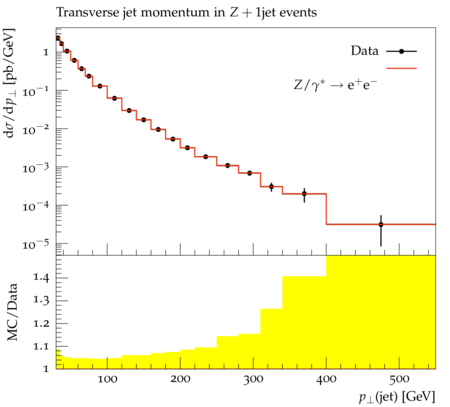 Transverse jet momentum in Z + 1jet events
dσ/dp⊥ [pb/GeV]
Data
Z/γ* → e+e−
1
10−1
10−2
10−3
10−4
10−5
MC/Data
1.4
1.3
1.2
1.1
1
100 200 300 400 500
p⊥(jet) [GeV]